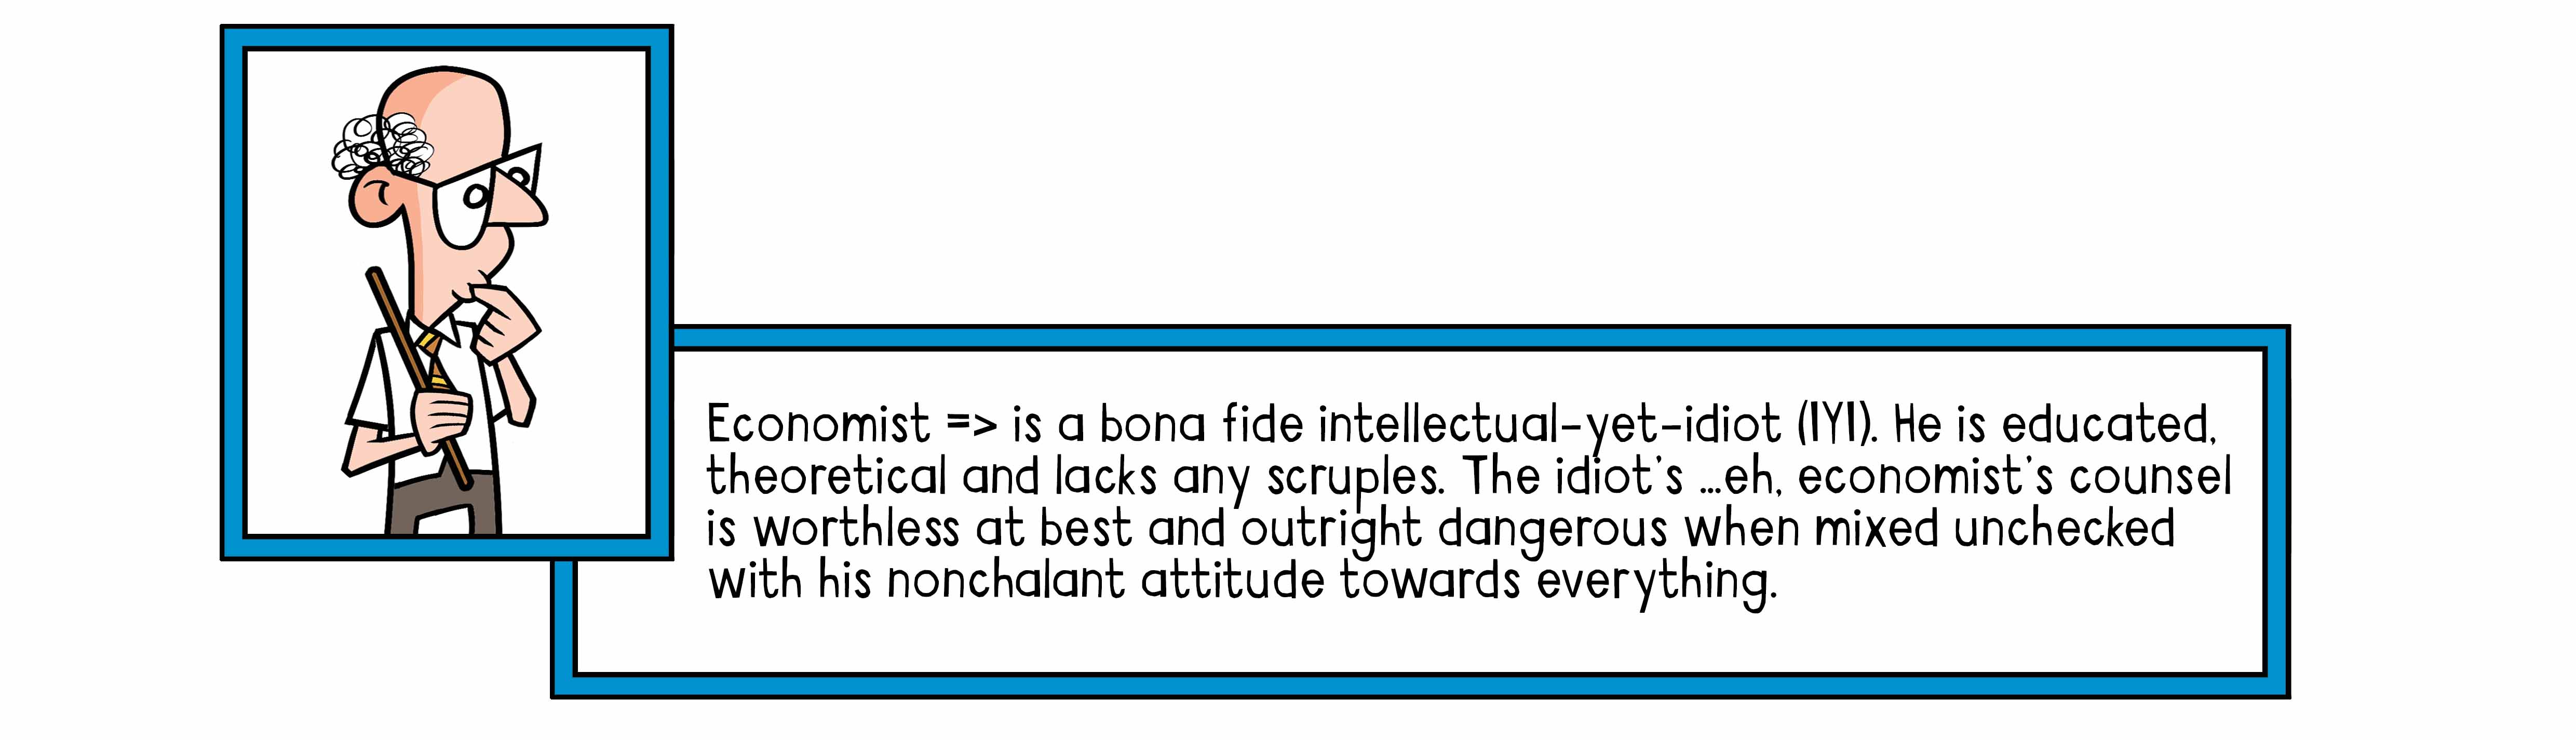 Economist => is a bona fide intellectual-yet-idiot (IYI). He is educated,
theoretical and lacks any scruples. The idiot's ...eh, economist's counsel
is worthless at best and outright dangerous when mixed unchecked
with his nonchalant attitude towards everything.